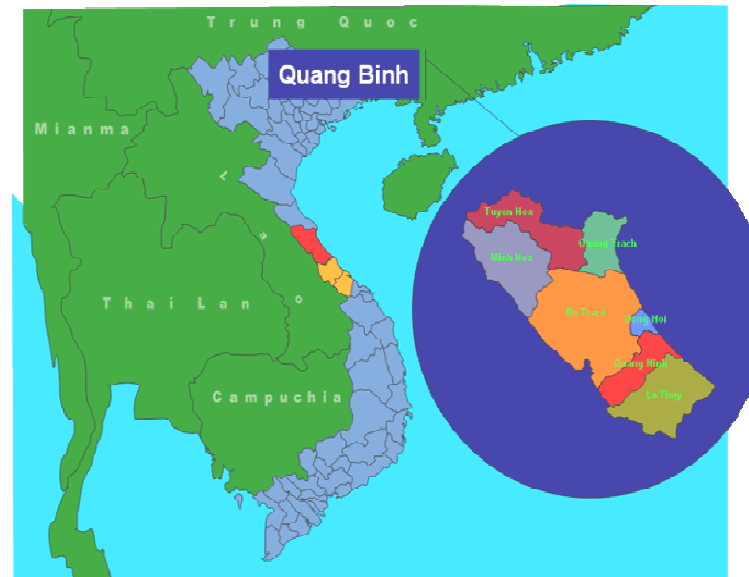 Trung Quoc
Quang Binh
Mianma
Tuyen Hoa
Quang Trach
Minh Hoa
Thai Lan
Bo Trach
Dong Hoi
Quang Ninh
Campuchia
Le Thuy